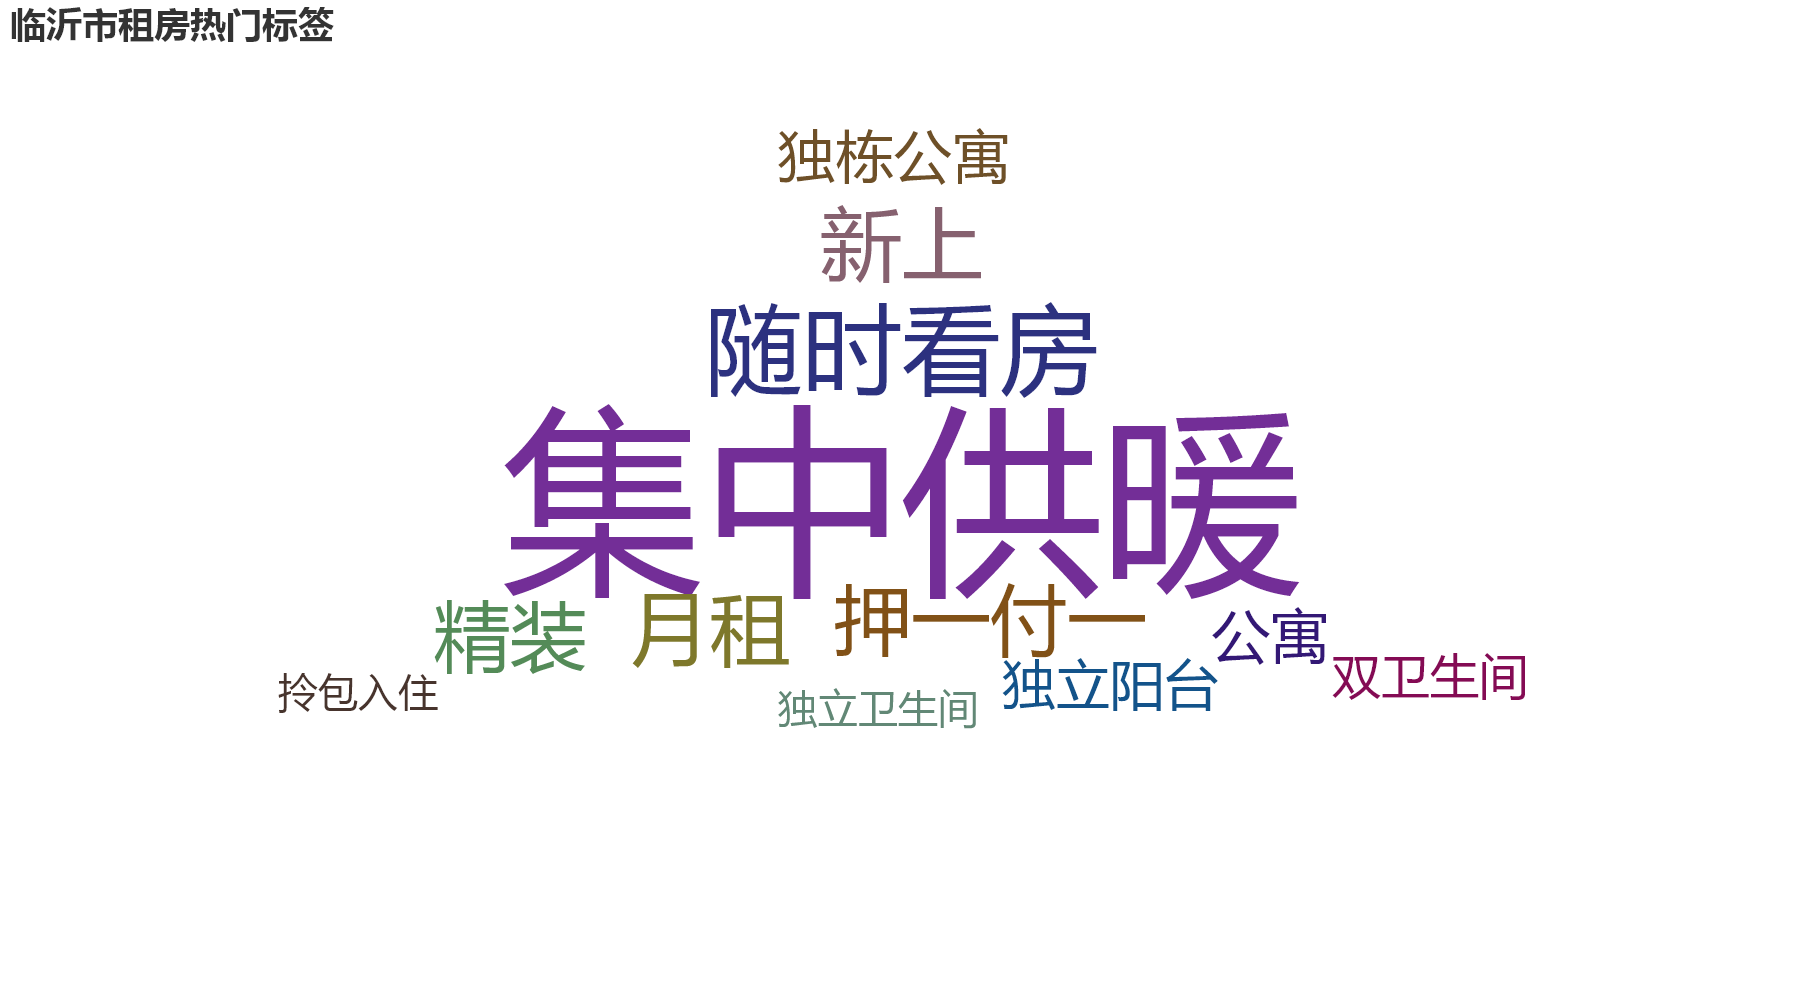 临沂市租房热门标签
独栋公寓
新上
随时看房
集中供暖
精装
月租
押一付一
公寓
拎包入住
独立卫生间
独立阳台
双卫生间